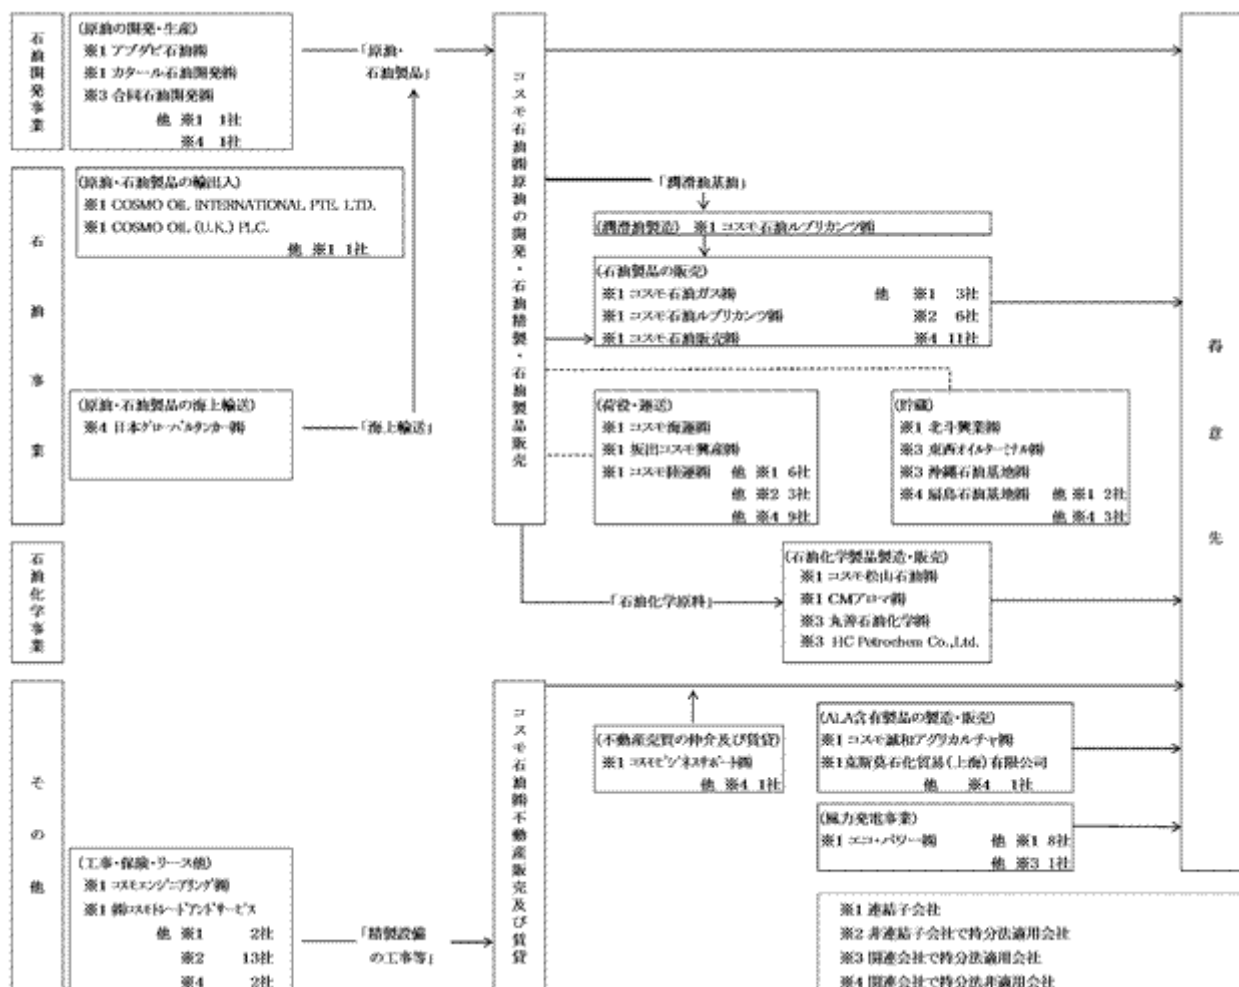 石油開発事業
(原油の開発・生産)
※1 アブダビ石油㈱
※1 カタール石油開発㈱
※3 合同石油開発㈱
他 ※1 1社
※4 1社
「原油・
石油製品」
石油事業
(原油・石油製品の輸出入)
※1 COSMO OIL INTERNATIONAL PTE. LTD.
※1 COSMO OIL (U.K.) PLC.
他 ※1 1社
(原油・石油製品の海上輸送)
※4 日本グローバルタンカー㈱
「海上輸送」
コスモ石油㈱原油の開発・石油精製・石油製品販売
「潤滑油基油」
(潤滑油製造) ※1 コスモ石油ルブリカンツ㈱
(石油製品の販売)
※1 コスモ石油ガス㈱ 他 ※1 3社
※1 コスモ石油ルブリカンツ㈱ ※2 6社
※1 コスモ石油販売㈱ ※4 11社
(荷役・運送)
※1 コスモ海運㈱
※1 坂出コスモ興産㈱
※1 コスモ陸運㈱ 他 ※1 6社
他 ※2 3社
他 ※4 9社
(貯蔵)
※1 北斗興業㈱
※3 東西オイルターミナル㈱
※3 沖縄石油基地㈱
※4 扇島石油基地㈱ 他 ※1 2社
他 ※4 3社
得意先
石油化学事業
「石油化学原料」
(石油化学製品製造・販売)
※1 コスモ松山石油㈱
※1 CMアロマ㈱
※3 丸善石油化学㈱
※3 HC Petrochem Co.,Ltd.
その他
(工事・保険・リース他)
※1 コスモエンジニアリング㈱
※1 ㈱コスモトレードアンドサービス
他 ※1 2社
※2 13社
※4 2社
「精製設備
の工事等」
コスモ石油㈱不動産販売及び賃貸
(不動産売買の仲介及び賃貸)
※1 コスモビジネスサポート㈱
他 ※4 1社
(ALA含有製品の製造・販売)
※1 コスモ誠和アグリカルチャ㈱
※1克斯莫石化貿易(上海)有限公司
他 ※4 1社
(風力発電事業)
※1 エコ・パワー㈱ 他 ※1 8社
他 ※3 1社
※1 連結子会社
※2 非連結子会社で持分法適用会社
※3 関連会社で持分法適用会社
※4 関連会社で持分法非適用会社